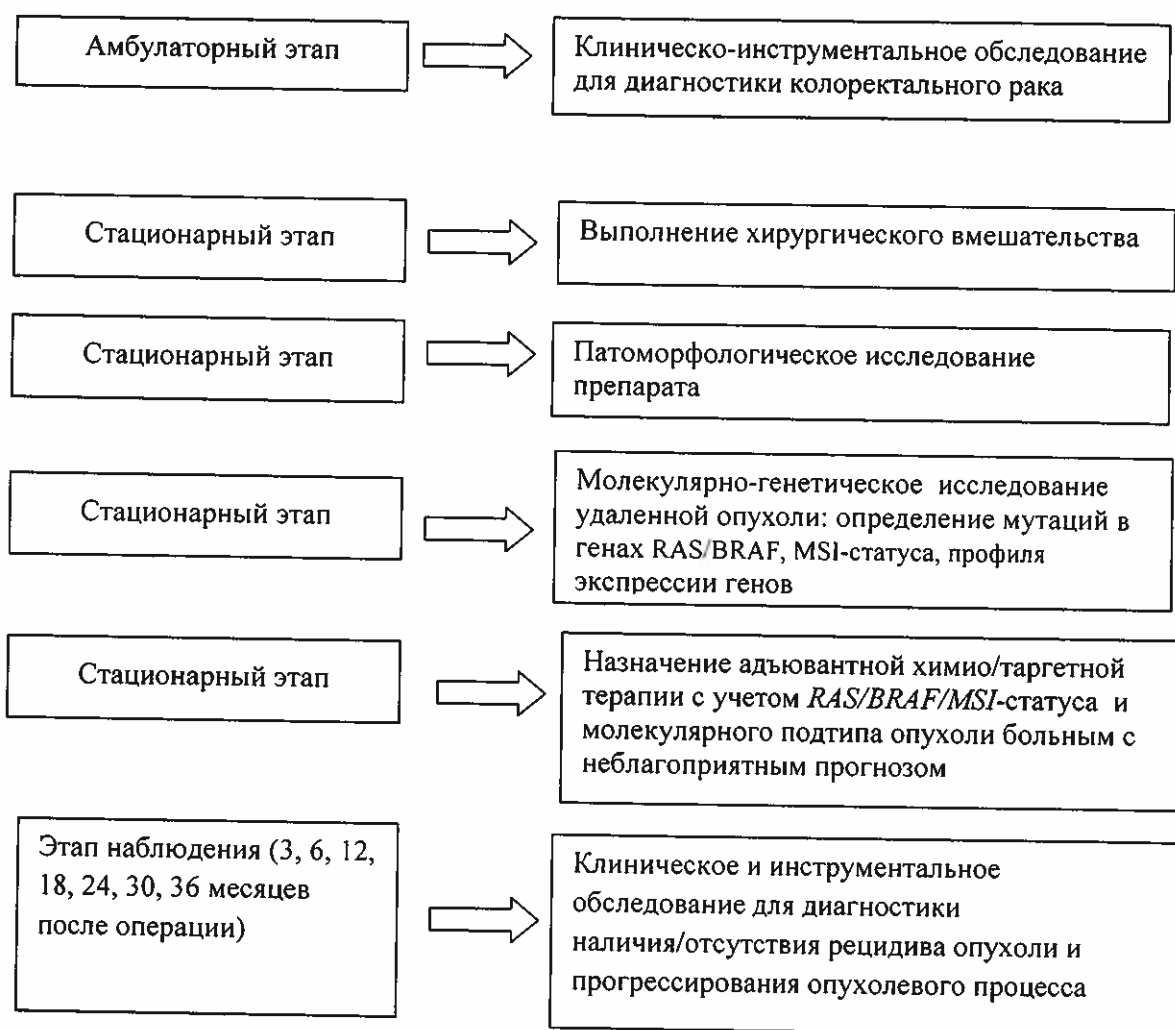 Амбулаторный этап
Клиническо-инструментальное обследование
для диагностики колоректального рака
Стационарный этап
Выполнение хирургического вмешательства
Стационарный этап
Патоморфологическое исследование
препарата
Стационарный этап
Молекулярно-генетическое исследование
удаленной опухоли: определение мутаций в
генах RAS/BRAF, MSI-статуса, профиля
экспрессии генов
Стационарный этап
Назначение адъювантной химио/таргетной
терапии с учетом RAS/BRAF/MSI-статуса и
молекулярного подтипа опухоли больным с
неблагоприятным прогнозом
Этап наблюдения (3, 6, 12,
18, 24, 30, 36 месяцев
после операции)
Клиническое и инструментальное
обследование для диагностики
наличия/отсутствия рецидива опухоли и
прогрессирования опухолевого процесса